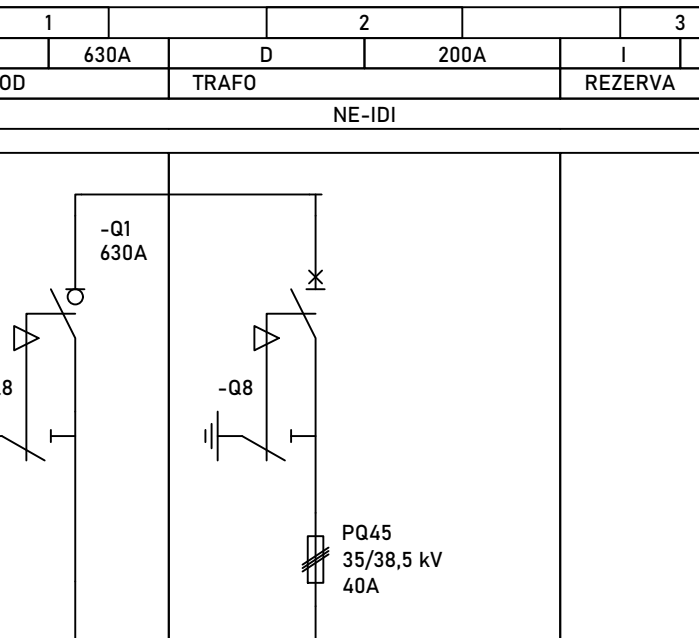 1 2 3
630A D 200A I
OD TRAFO REZERVA
NE-IDI
-Q1
630A
8 -Q8
PQ45
35/38,5 kV
40A